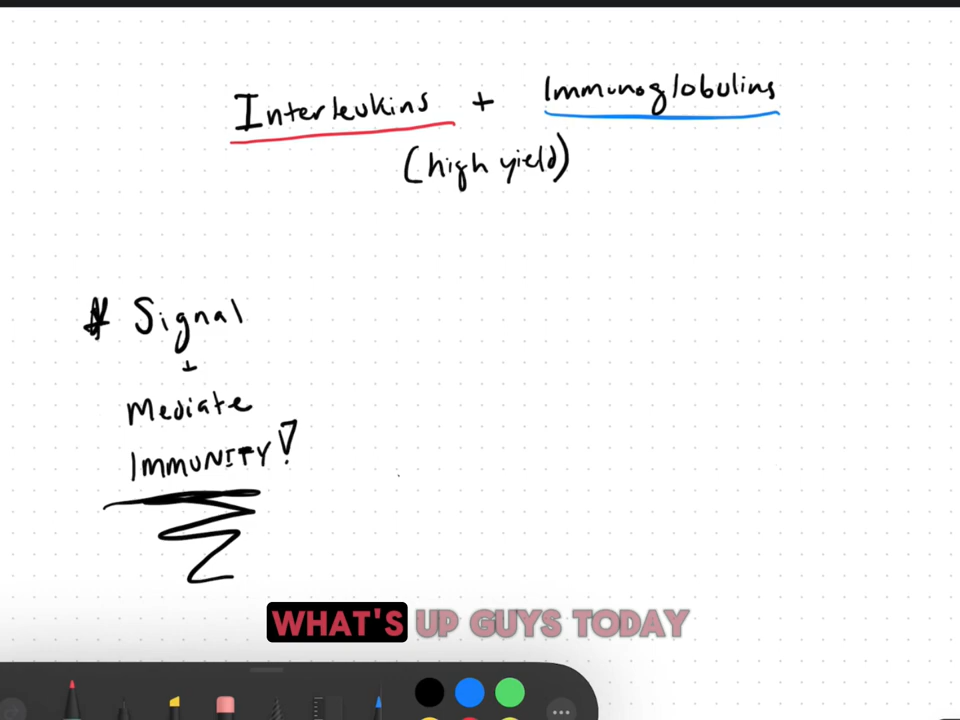 Interleukins + Immunoglobulins
(high yield)
* Signal
+
Mediate
IMMUNITY!
WHAT'S UP GUYS TODAY